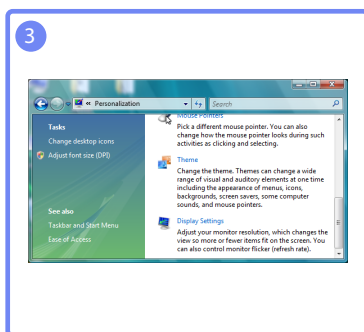 3
« Personalization
Search
Tasks
Change desktop icons
Adjust font size (DPI)
See also
Taskbar and Start Menu
Ease of Access
Mouse Pointers
Pick a different mouse pointer. You can also
change how the mouse pointer looks during such
activities as clicking and selecting.
Theme
Change the theme. Themes can change a wide
range of visual and auditory elements at one time
including the appearance of menus, icons,
backgrounds, screen savers, some computer
sounds, and mouse pointers.
Display Settings
Adjust your monitor resolution, which changes the
view so more or fewer items fit on the screen. You
can also control monitor flicker (refresh rate).